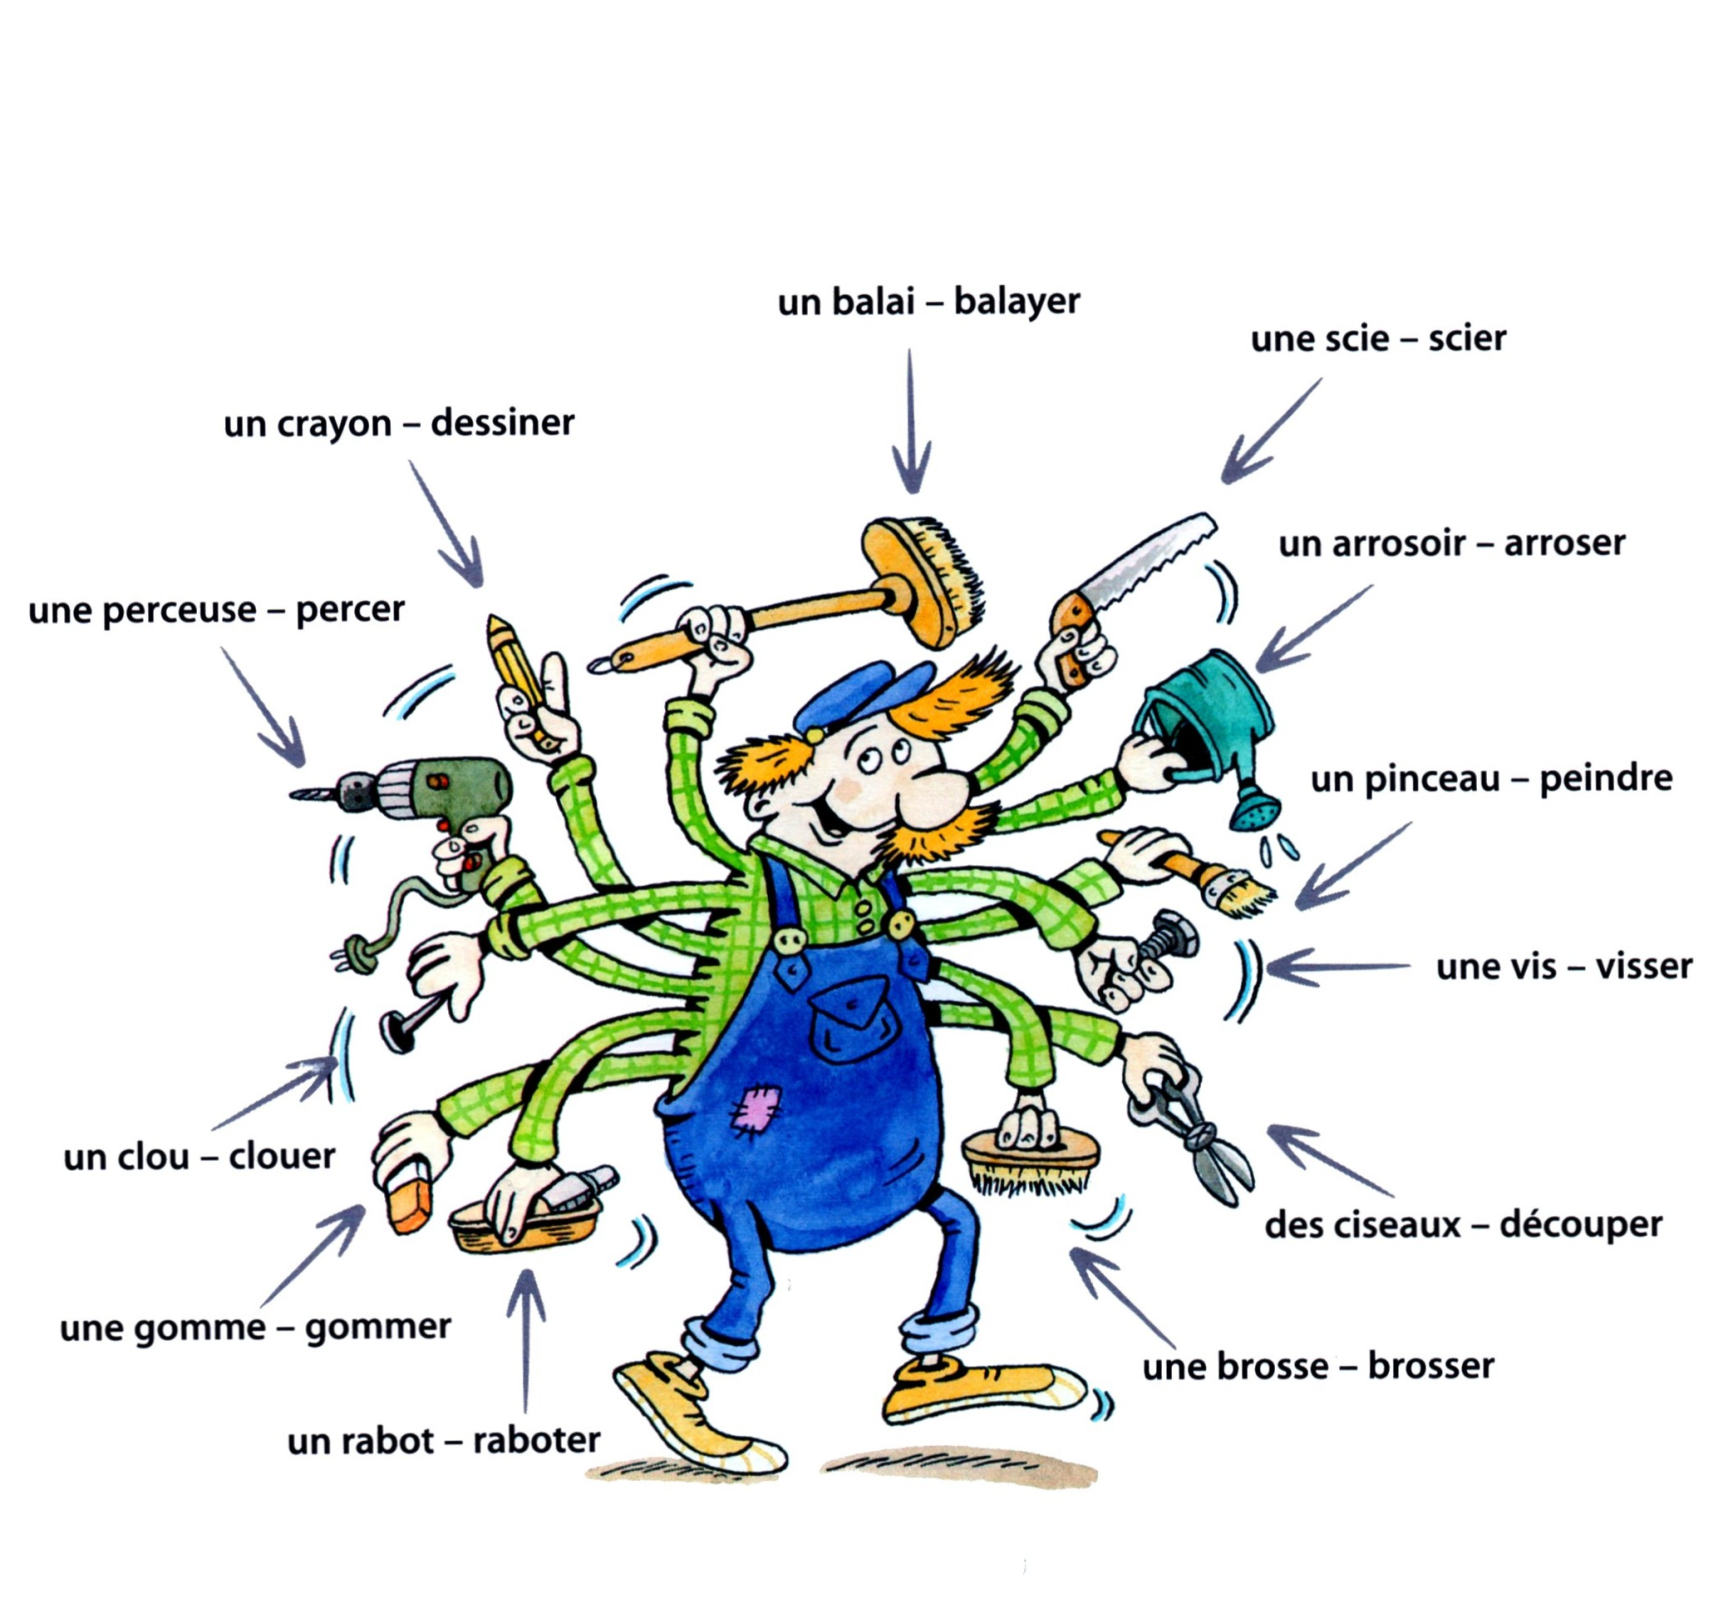 un balai – balayer
une scie – scier
un crayon – dessiner
un arrosoir – arroser
une perceuse – percer
un pinceau – peindre
une vis – visser
un clou – clouer
des ciseaux – découper
une gomme – gommer
une brosse – brosser
un rabot – raboter